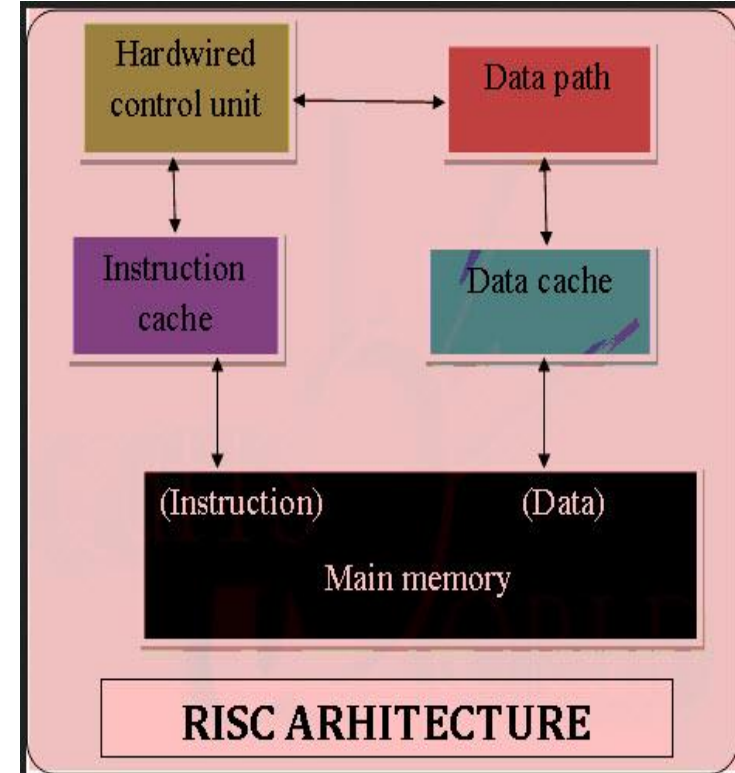 Hardwired
control unit
Data path
Instruction
cache
Data cache
(Instruction)
(Data)
Main memory
RISC ARHITECTURE